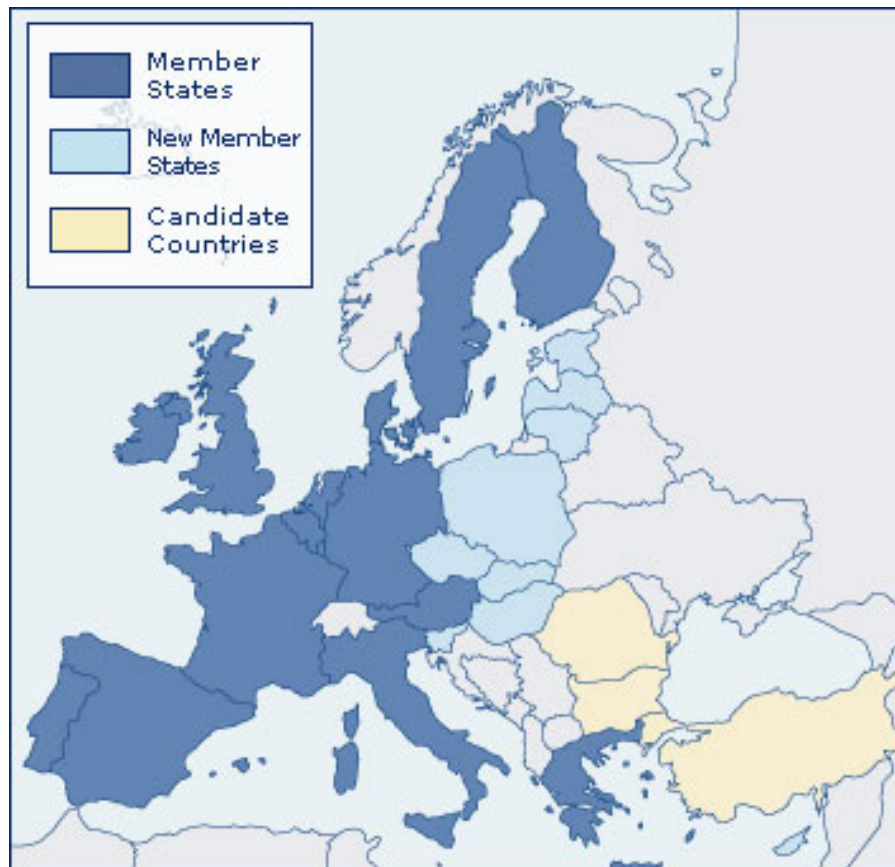 Member
States
New Member
States
Candidate
Countries